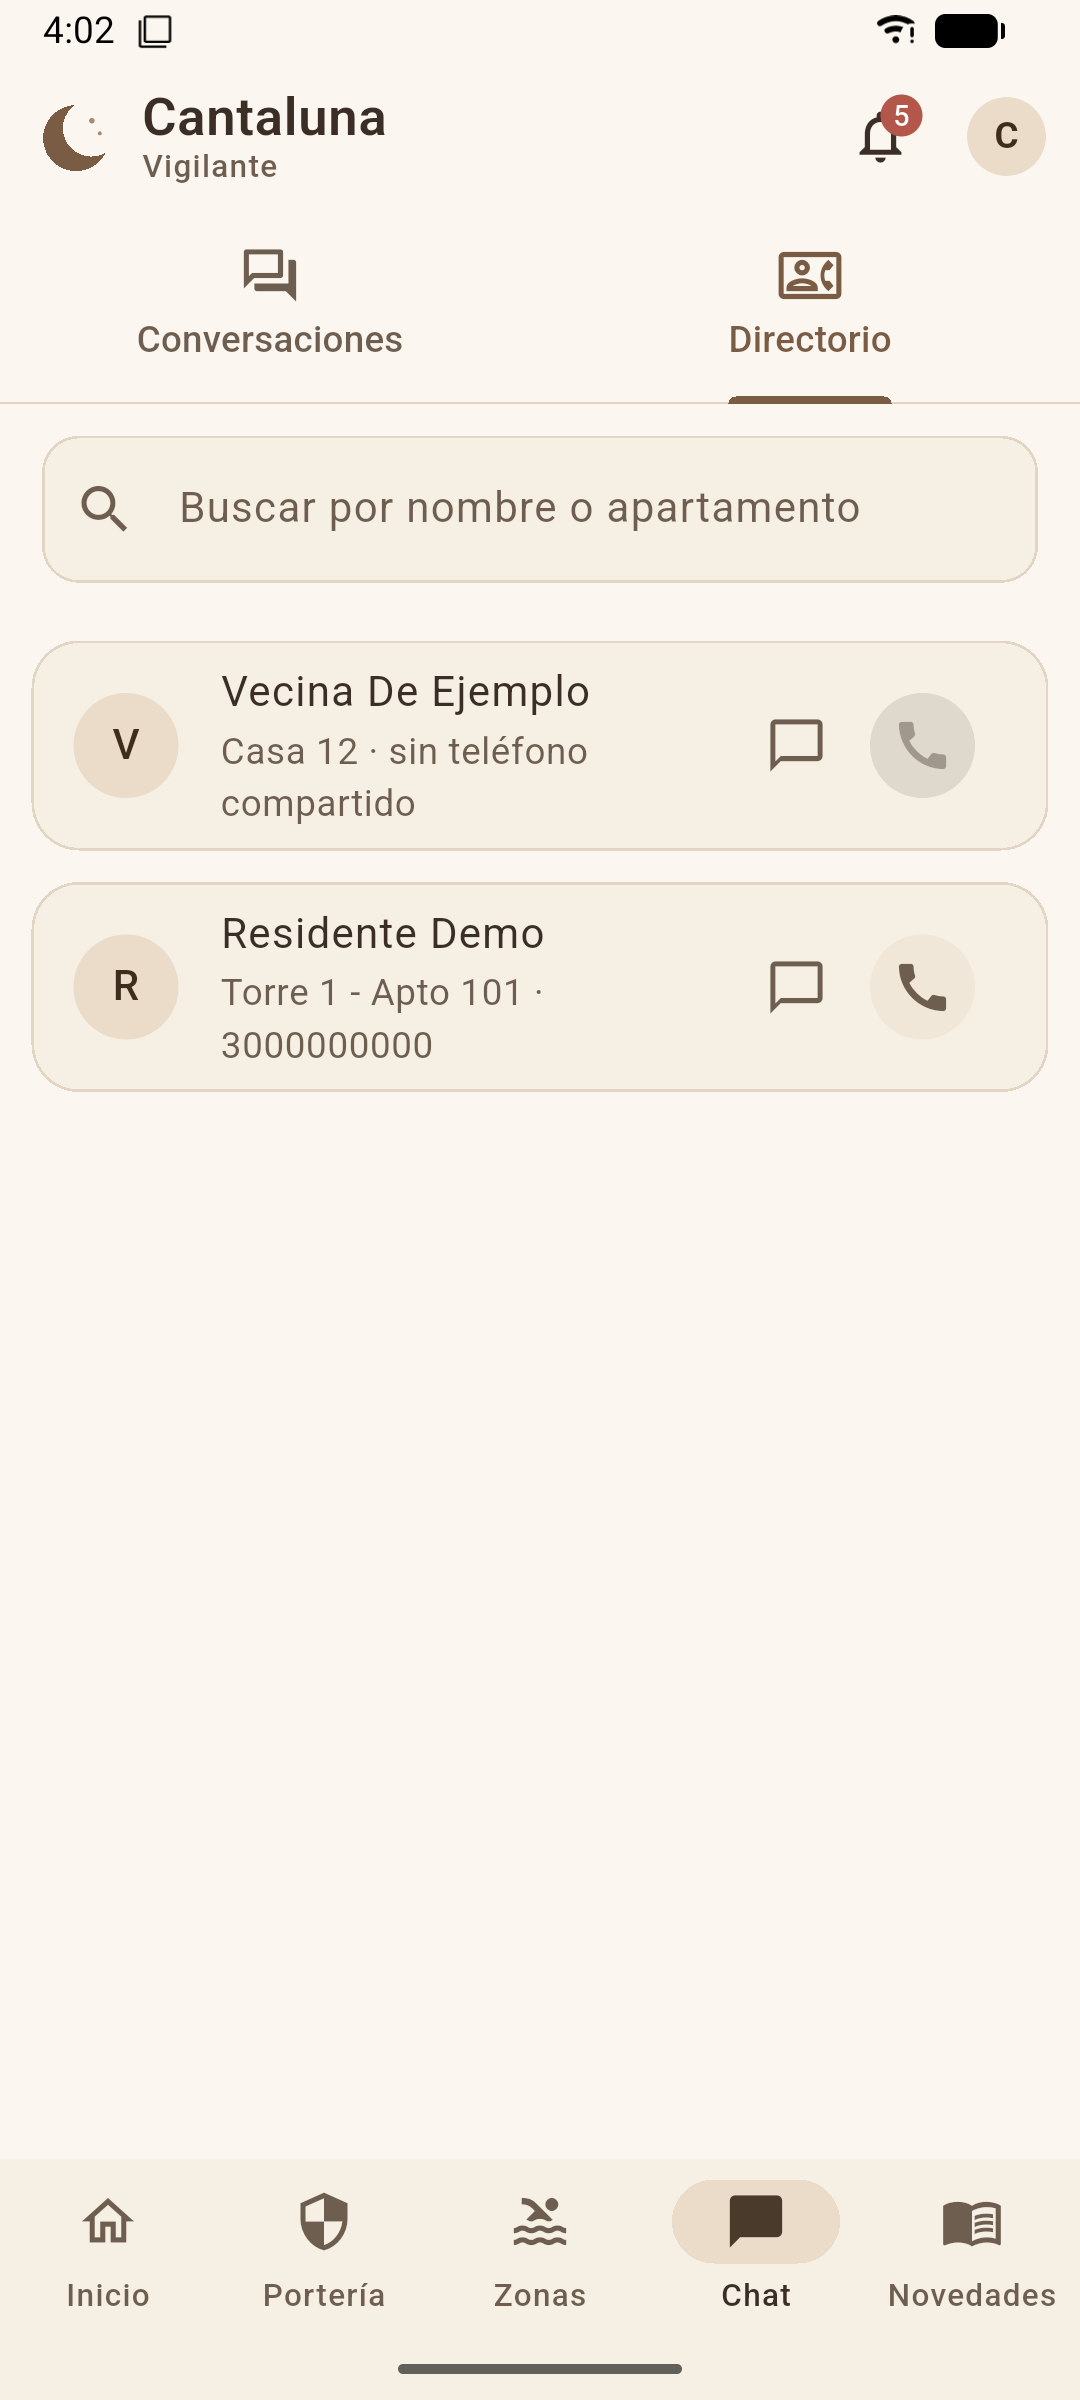 4:02
Cantaluna
Vigilante
5
C
Conversaciones
Directorio
Buscar por nombre o apartamento
V
Vecina De Ejemplo
Casa 12 · sin teléfono
compartido
R
Residente Demo
Torre 1 - Apto 101 ·
3000000000
Inicio
Portería
Zonas
Chat
Novedades